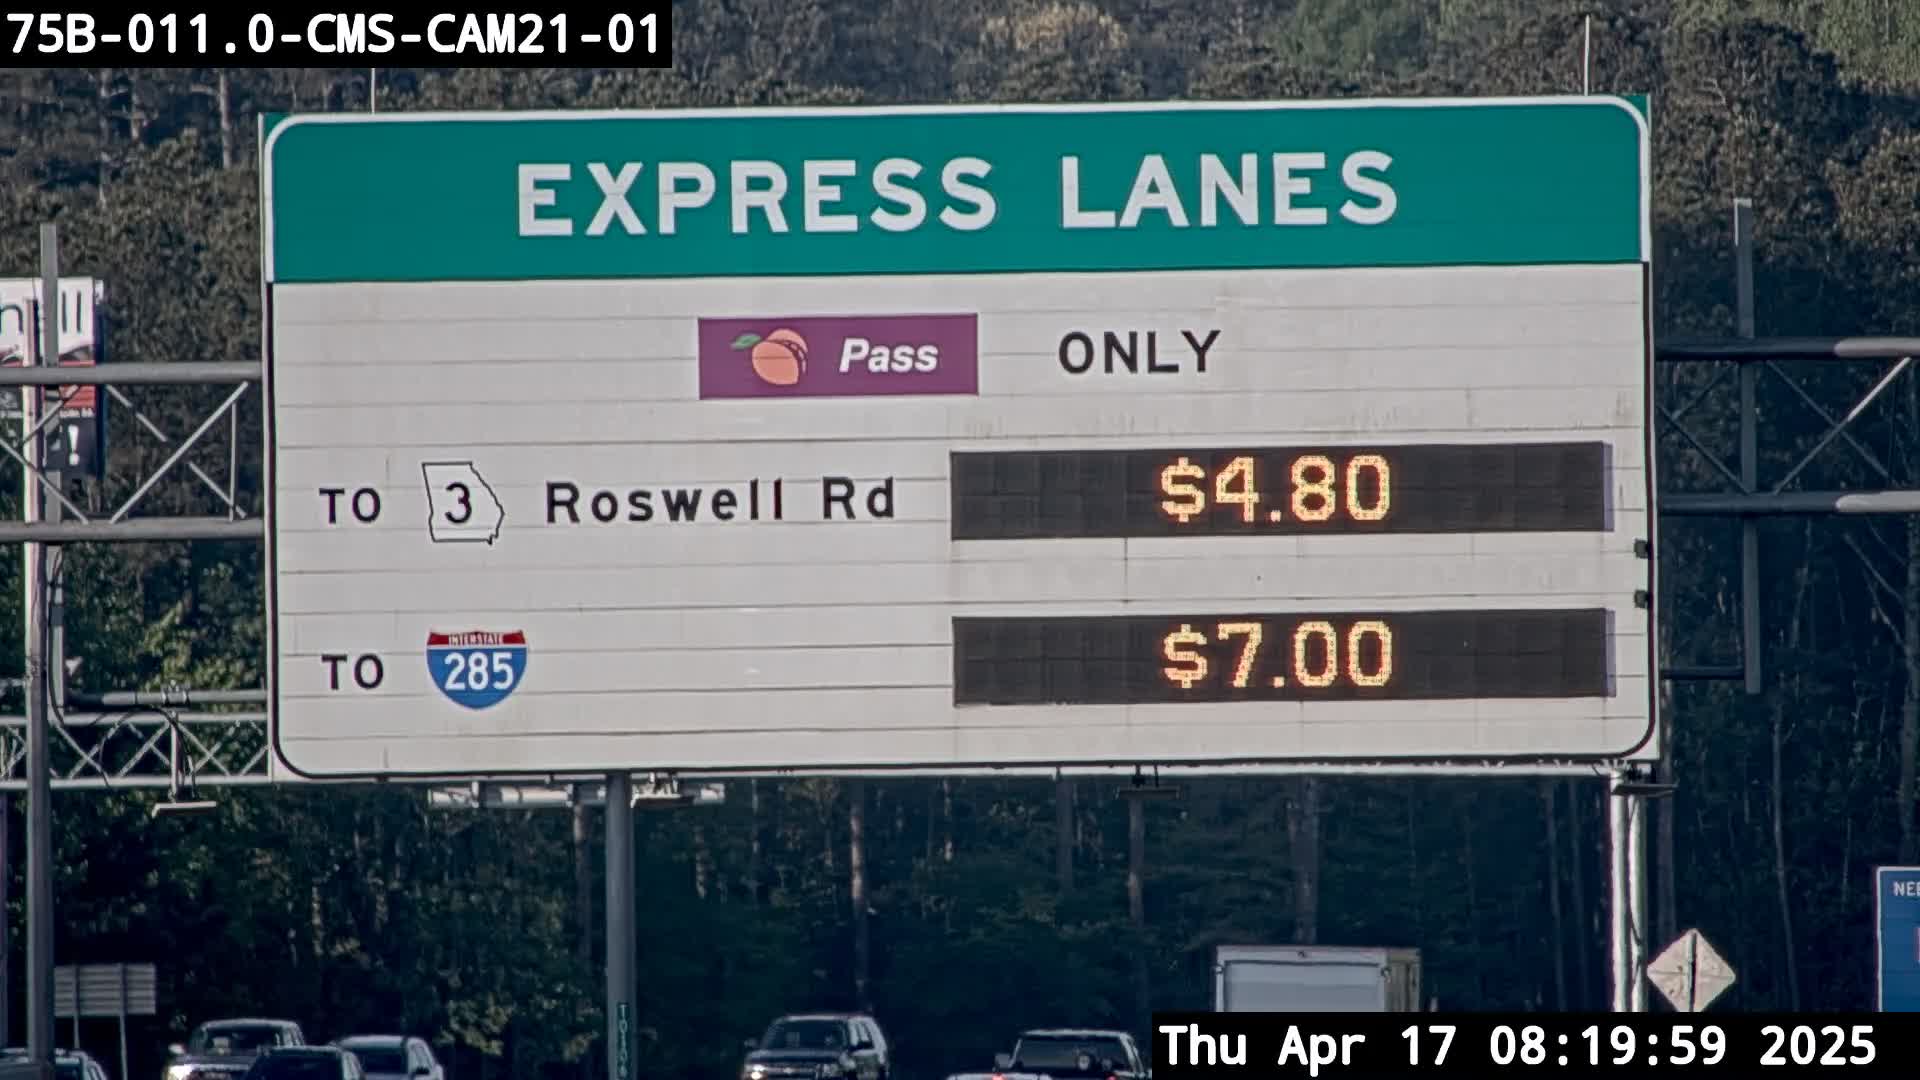 75B-011.0-CMS-CAM21-01
EXPRESS LANES
Pass ONLY
TO 3 Roswell Rd $4.80
TO INTERSTATE 285 $7.00
Thu Apr 17 08:19:59 2025